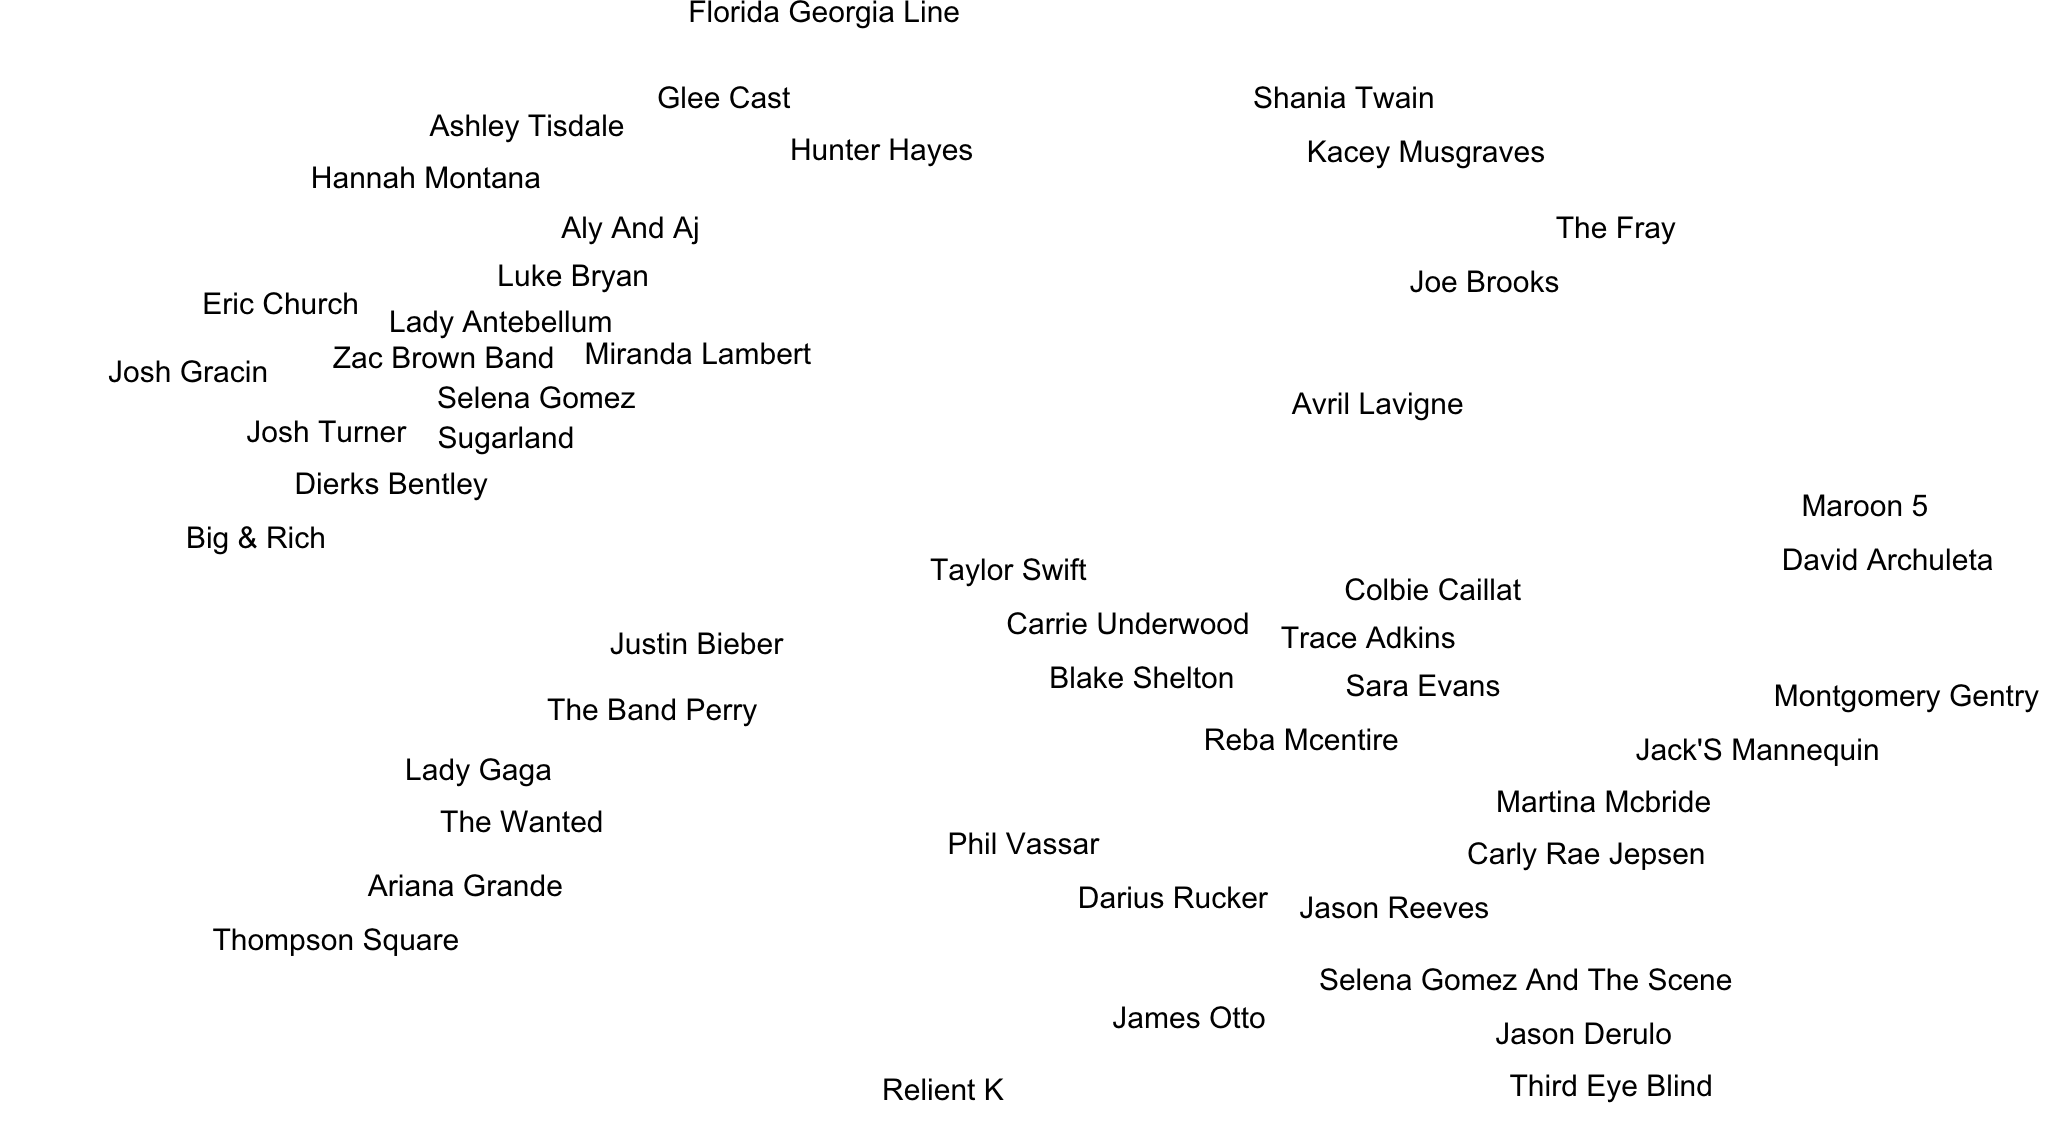 Florida Georgia Line
Glee Cast
Shania Twain
Ashley Tisdale
Hunter Hayes
Kacey Musgraves
Hannah Montana
Aly And Aj
The Fray
Luke Bryan
Joe Brooks
Eric Church
Lady Antebellum
Zac Brown Band
Miranda Lambert
Josh Gracin
Selena Gomez
Avril Lavigne
Josh Turner
Sugarland
Dierks Bentley
Maroon 5
Big & Rich
David Archuleta
Taylor Swift
Colbie Caillat
Carrie Underwood
Trace Adkins
Justin Bieber
Blake Shelton
Sara Evans
Montgomery Gentry
The Band Perry
Reba Mcentire
Jack'S Mannequin
Lady Gaga
Martina Mcbride
The Wanted
Phil Vassar
Carly Rae Jepsen
Ariana Grande
Darius Rucker
Jason Reeves
Thompson Square
Selena Gomez And The Scene
James Otto
Jason Derulo
Relient K
Third Eye Blind